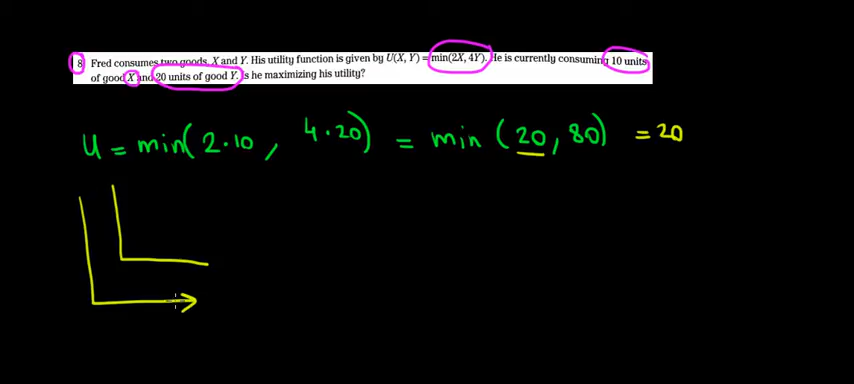 8 Fred consumes two goods, X and Y. His utility function is given by U(X, Y) = min(2X, 4Y). He is currently consuming 10 units
of good X and 20 units of good Y. Is he maximizing his utility?
U = min(2·10, 4·20) = min(20, 80) = 20